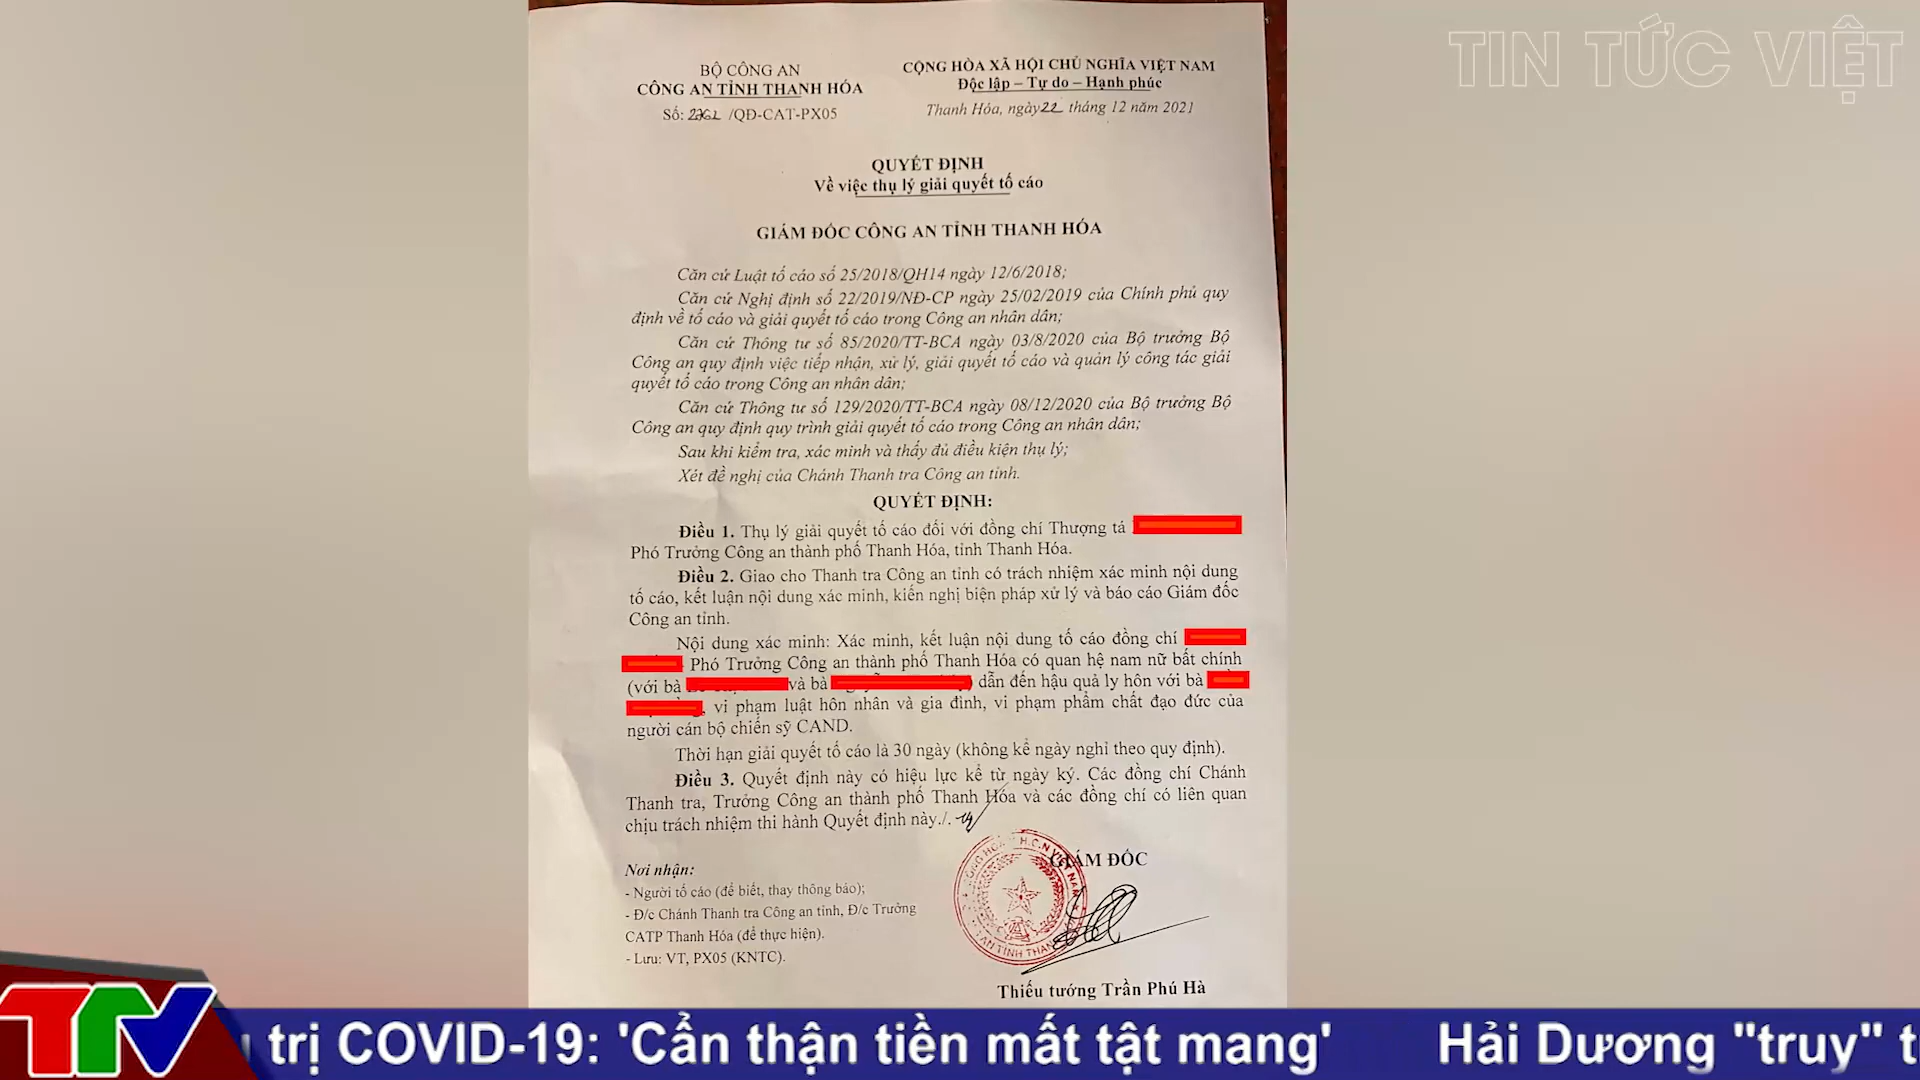 TIN TỨC VIỆT
BỘ CÔNG AN
CÔNG AN TỈNH THANH HÓA
Số: /QĐ-CAT-PX05
CỘNG HÒA XÃ HỘI CHỦ NGHĨA VIỆT NAM
Độc lập – Tự do – Hạnh phúc
Thanh Hóa, ngày 22 tháng 12 năm 2021
QUYẾT ĐỊNH
Về việc thụ lý giải quyết tố cáo
GIÁM ĐỐC CÔNG AN TỈNH THANH HÓA
Căn cứ Luật tố cáo số 25/2018/QH14 ngày 12/6/2018;
Căn cứ Nghị định số 22/2019/NĐ-CP ngày 25/02/2019 của Chính phủ quy
định về tố cáo và giải quyết tố cáo trong Công an nhân dân;
Căn cứ Thông tư số 85/2020/TT-BCA ngày 03/8/2020 của Bộ trưởng Bộ
Công an quy định việc tiếp nhận, xử lý, giải quyết tố cáo và quản lý công tác giải
quyết tố cáo trong Công an nhân dân;
Căn cứ Thông tư số 129/2020/TT-BCA ngày 08/12/2020 của Bộ trưởng Bộ
Công an quy định quy trình giải quyết tố cáo trong Công an nhân dân;
Sau khi kiểm tra, xác minh và thấy đủ điều kiện thụ lý;
Xét đề nghị của Chánh Thanh tra Công an tỉnh.
QUYẾT ĐỊNH:
Điều 1. Thụ lý giải quyết tố cáo đối với đồng chí Thượng tá
Phó Trưởng Công an thành phố Thanh Hóa, tỉnh Thanh Hóa.
Điều 2. Giao cho Thanh tra Công an tỉnh có trách nhiệm xác minh nội dung
tố cáo, kết luận nội dung xác minh, kiến nghị biện pháp xử lý và báo cáo Giám đốc
Công an tỉnh.
Nội dung xác minh: Xác minh, kết luận nội dung tố cáo đồng chí
Phó Trưởng Công an thành phố Thanh Hóa có quan hệ nam nữ bất chính
(với bà và bà ) dẫn đến hậu quả ly hôn với bà
, vi phạm luật hôn nhân và gia đình, vi phạm phẩm chất đạo đức của
người cán bộ chiến sỹ CAND.
Thời hạn giải quyết tố cáo là 30 ngày (không kể ngày nghỉ theo quy định).
Điều 3. Quyết định này có hiệu lực kể từ ngày ký. Các đồng chí Chánh
Thanh tra, Trưởng Công an thành phố Thanh Hóa và các đồng chí có liên quan
chịu trách nhiệm thi hành Quyết định này./.
Nơi nhận:
- Người tố cáo (để biết, thay thông báo);
- Đ/c Chánh Thanh tra Công an tỉnh, Đ/c Trưởng
CATP Thanh Hóa (để thực hiện).
- Lưu: VT, PX05 (KNTC).
GIÁM ĐỐC
Thiếu tướng Trần Phú Hà
TTV
trị COVID-19: 'Cẩn thận tiền mất tật mang' Hải Dương "truy"